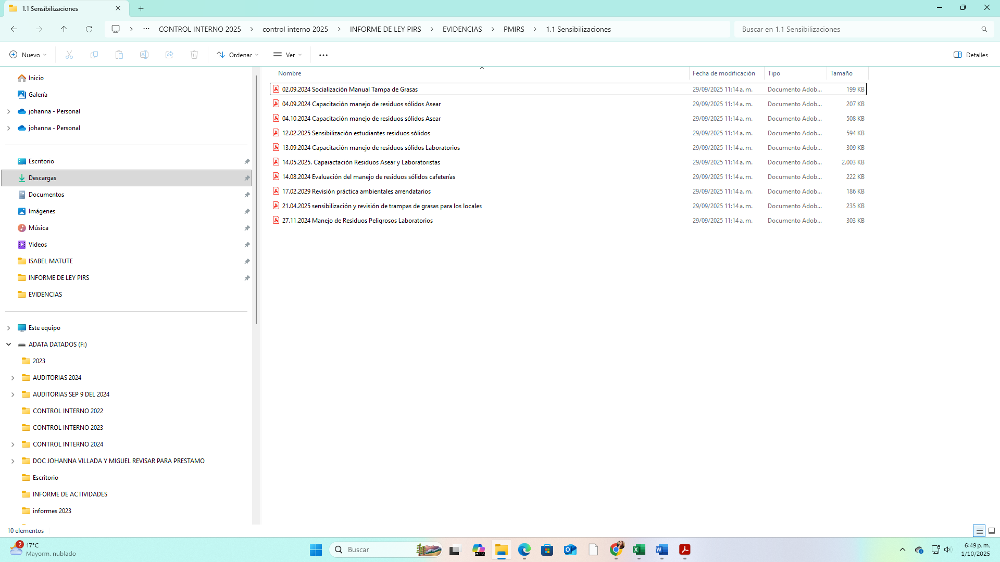 1.1 Sensibilizaciones
CONTROL INTERNO 2025 control interno 2025 INFORME DE LEY PIRS EVIDENCIAS PMIRS 1.1 Sensibilizaciones
Buscar en 1.1 Sensibilizaciones
Nuevo Ordenar Ver ... Detalles
Inicio
Galería
johanna - Personal
johanna - Personal
Escritorio
Descargas
Documentos
Imágenes
Música
Videos
ISABEL MATUTE
INFORME DE LEY PIRS
EVIDENCIAS
Este equipo
ADATA DATADOS (F:)
2023
AUDITORIAS 2024
AUDITORIAS SEP 9 DEL 2024
CONTROL INTERNO 2022
CONTROL INTERNO 2023
CONTROL INTERNO 2024
DOC JOHANNA VILLADA Y MIGUEL REVISAR PARA PRESTAMO
Escritorio
INFORME DE ACTIVIDADES
informes 2023
Nombre Fecha de modificación Tipo Tamaño
02.09.2024 Socialización Manual Tampa de Grasas 29/09/2025 11:14 a. m. Documento Adob... 199 KB
04.09.2024 Capacitación manejo de residuos sólidos Asear 29/09/2025 11:14 a. m. Documento Adob... 207 KB
04.10.2024 Capacitación manejo de residuos sólidos Asear 29/09/2025 11:14 a. m. Documento Adob... 508 KB
12.02.2025 Sensibilización estudiantes residuos sólidos 29/09/2025 11:14 a. m. Documento Adob... 594 KB
13.09.2024 Capacitación manejo de residuos sólidos Laboratorios 29/09/2025 11:14 a. m. Documento Adob... 309 KB
14.05.2025. Capaiactaciòn Residuos Asear y Laboratoristas 29/09/2025 11:14 a. m. Documento Adob... 2.003 KB
14.08.2024 Evaluación del manejo de residuos sólidos cafeterías 29/09/2025 11:14 a. m. Documento Adob... 222 KB
17.02.2029 Revisión práctica ambientales arrendatarios 29/09/2025 11:14 a. m. Documento Adob... 186 KB
21.04.2025 sensibilización y revisión de trampas de grasas para los locales 29/09/2025 11:14 a. m. Documento Adob... 235 KB
27.11.2024 Manejo de Residuos Peligrosos Laboratorios 29/09/2025 11:14 a. m. Documento Adob... 303 KB
10 elementos
2
17°C
Mayorm. nublado
Buscar
M365
6:49 p. m.
1/10/2025